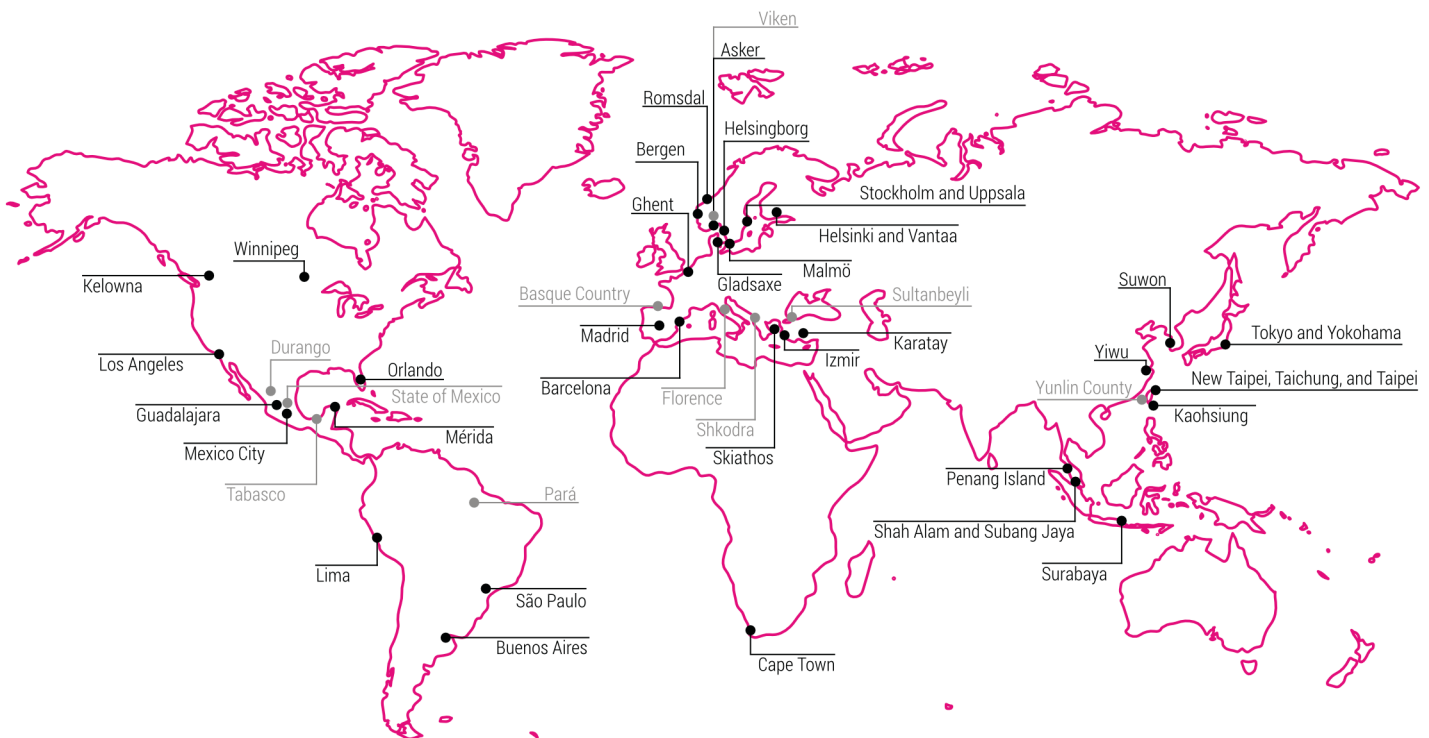 Viken
Asker
Romsdal
Helsingborg
Bergen
Stockholm and Uppsala
Ghent
Helsinki and Vantaa
Winnipeg
Malmö
Kelowna
Gladsaxe
Suwon
Basque Country
Sultanbeyli
Madrid
Karatay
Tokyo and Yokohama
Durango
Los Angeles
Izmir
Yiwu
Orlando
Barcelona
New Taipei, Taichung, and Taipei
State of Mexico
Florence
Yunlin County
Guadalajara
Kaohsiung
Shkodra
Mérida
Mexico City
Skiathos
Penang Island
Tabasco
Pará
Shah Alam and Subang Jaya
Lima
Surabaya
São Paulo
Buenos Aires
Cape Town